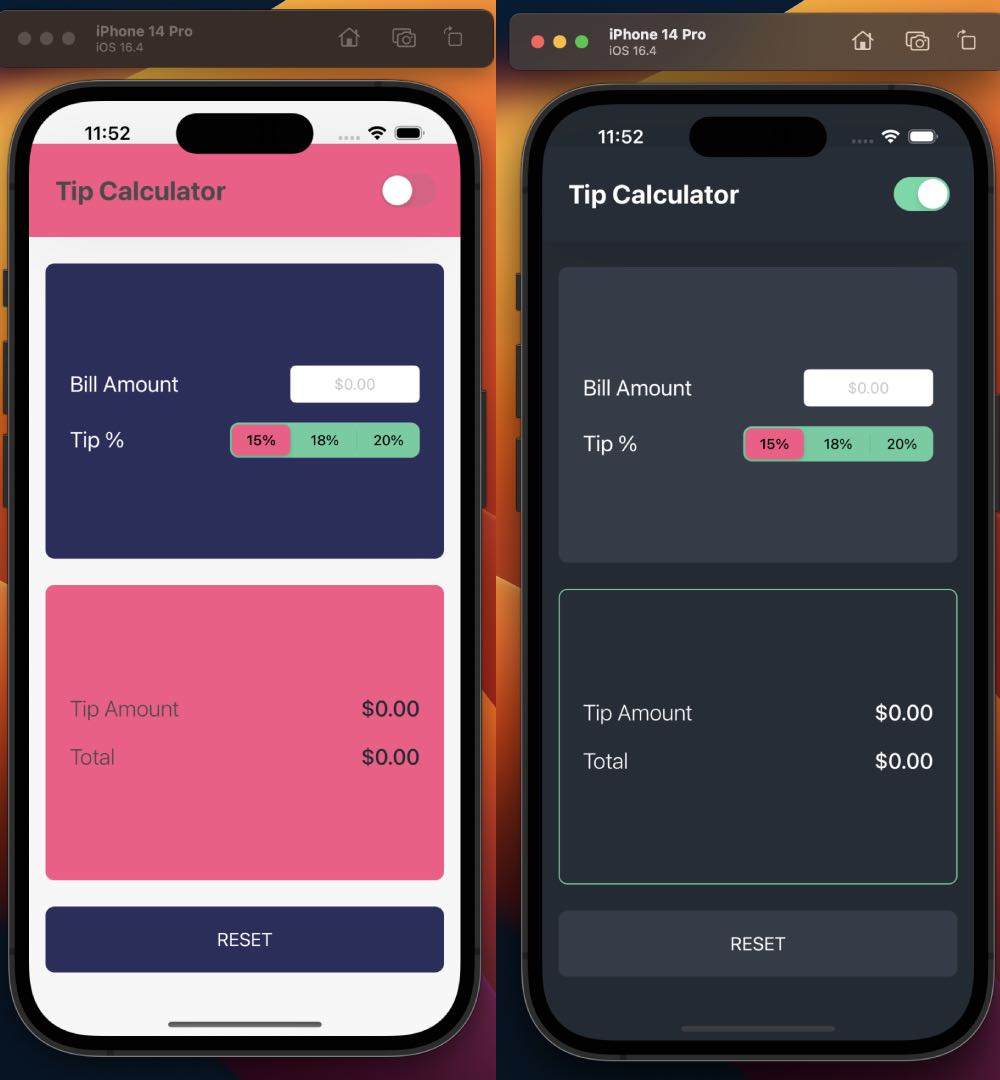 iPhone 14 Pro
iOS 16.4
11:52
Tip Calculator
Bill Amount
$0.00
Tip %
15% 18% 20%
Tip Amount $0.00
Total $0.00
RESET
iPhone 14 Pro
iOS 16.4
11:52
Tip Calculator
Bill Amount
$0.00
Tip %
15% 18% 20%
Tip Amount $0.00
Total $0.00
RESET